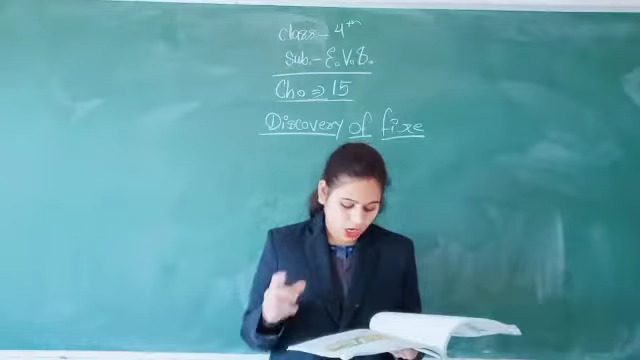 Class:- 4th
Sub.- E.V.S.
Ch. ⇒ 15
Discovery of fire